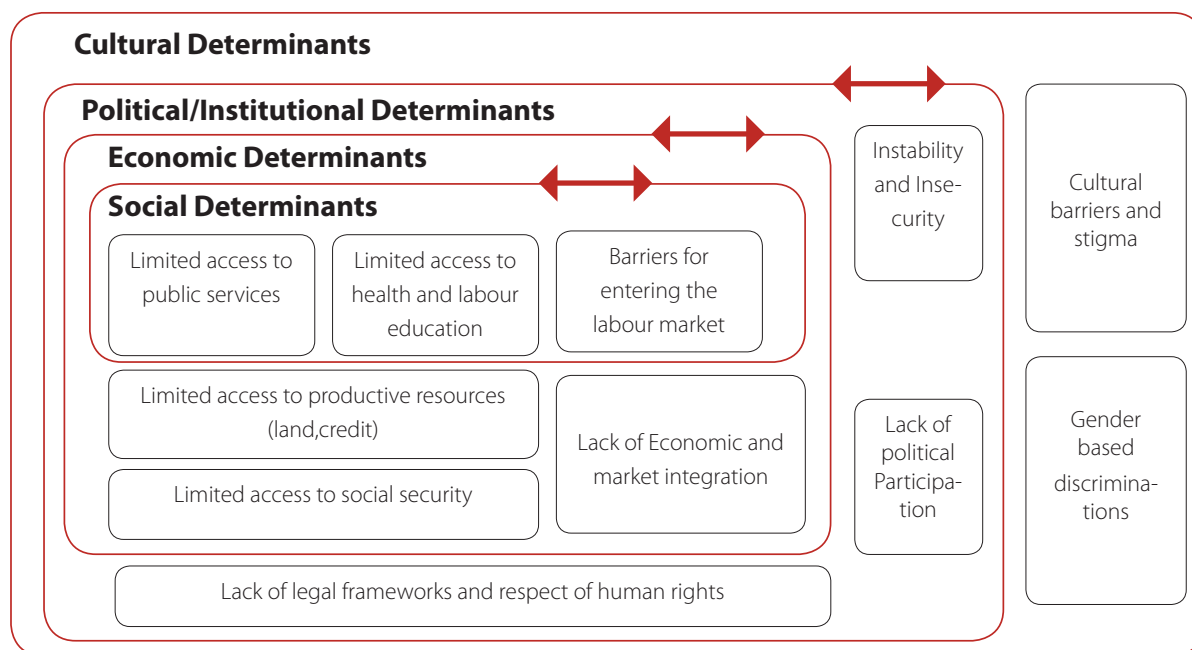 Cultural Determinants
Political/Institutional Determinants
Economic Determinants
Social Determinants
Limited access to
public services
Limited access to
health and labour
education
Barriers for
entering the
labour market
Limited access to productive resources
(land,credit)
Limited access to social security
Lack of Economic and
market integration
Lack of legal frameworks and respect of human rights
Instability
and Inse-
curity
Lack of
political
Participa-
tion
Cultural
barriers and
stigma
Gender
based
discrimina-
tions